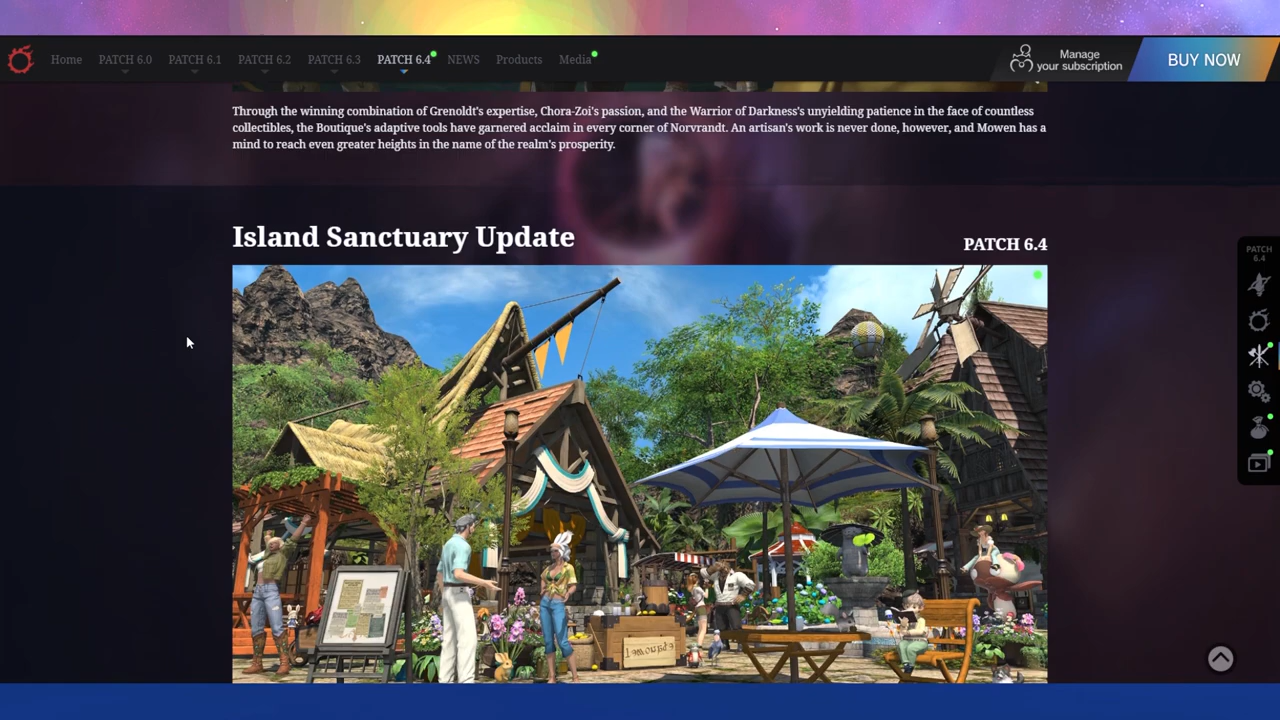 Home PATCH 6.0 PATCH 6.1 PATCH 6.2 PATCH 6.3 PATCH 6.4 NEWS Products Media
Manage
your subscription
BUY NOW
Through the winning combination of Grenoldt's expertise, Chora-Zoi's passion, and the Warrior of Darkness's unyielding patience in the face of countless
collectibles, the Boutique's adaptive tools have garnered acclaim in every corner of Norvrandt. An artisan's work is never done, however, and Mowen has a
mind to reach even greater heights in the name of the realm's prosperity.
Island Sanctuary Update
PATCH 6.4
PATCH
6.4